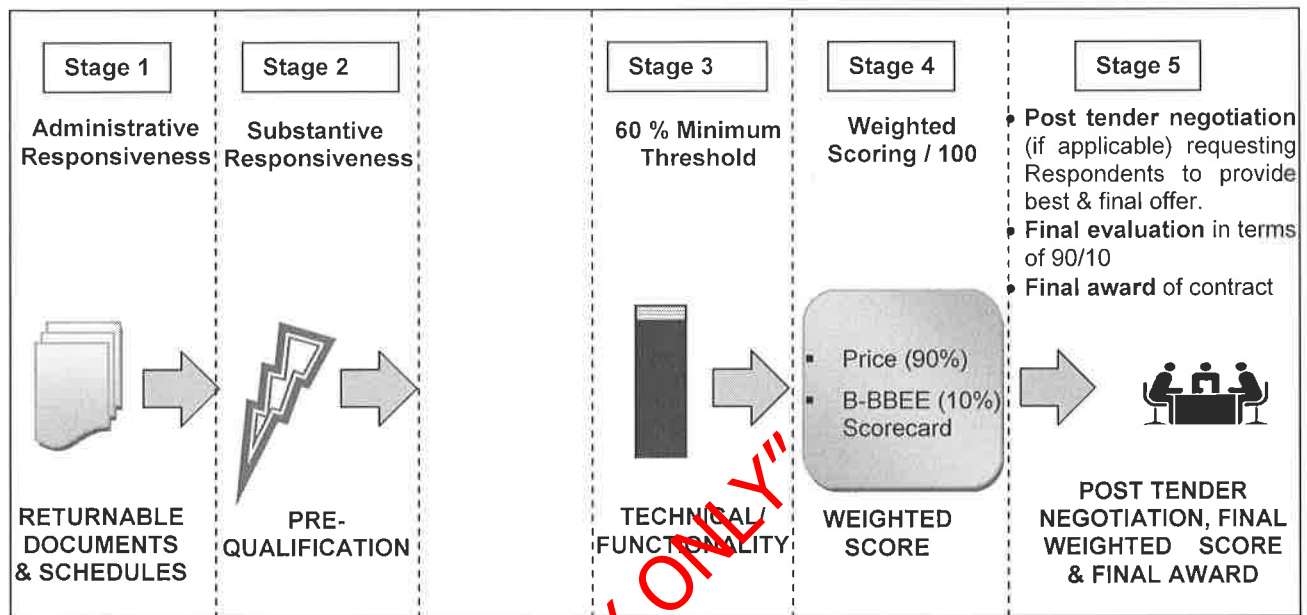 Stage 1
Administrative
Responsiveness
RETURNABLE
DOCUMENTS
& SCHEDULES
Stage 2
Substantive
Responsiveness
PRE-
QUALIFICATION
Stage 3
60 % Minimum
Threshold
TECHNICAL/
FUNCTIONALITY
Stage 4
Weighted
Scoring / 100
▪ Price (90%)
▪ B-BBEE (10%)
Scorecard
WEIGHTED
SCORE
Stage 5
• Post tender negotiation
(if applicable) requesting
Respondents to provide
best & final offer.
• Final evaluation in terms
of 90/10
• Final award of contract
POST TENDER
NEGOTIATION, FINAL
WEIGHTED SCORE
& FINAL AWARD
ONLY"